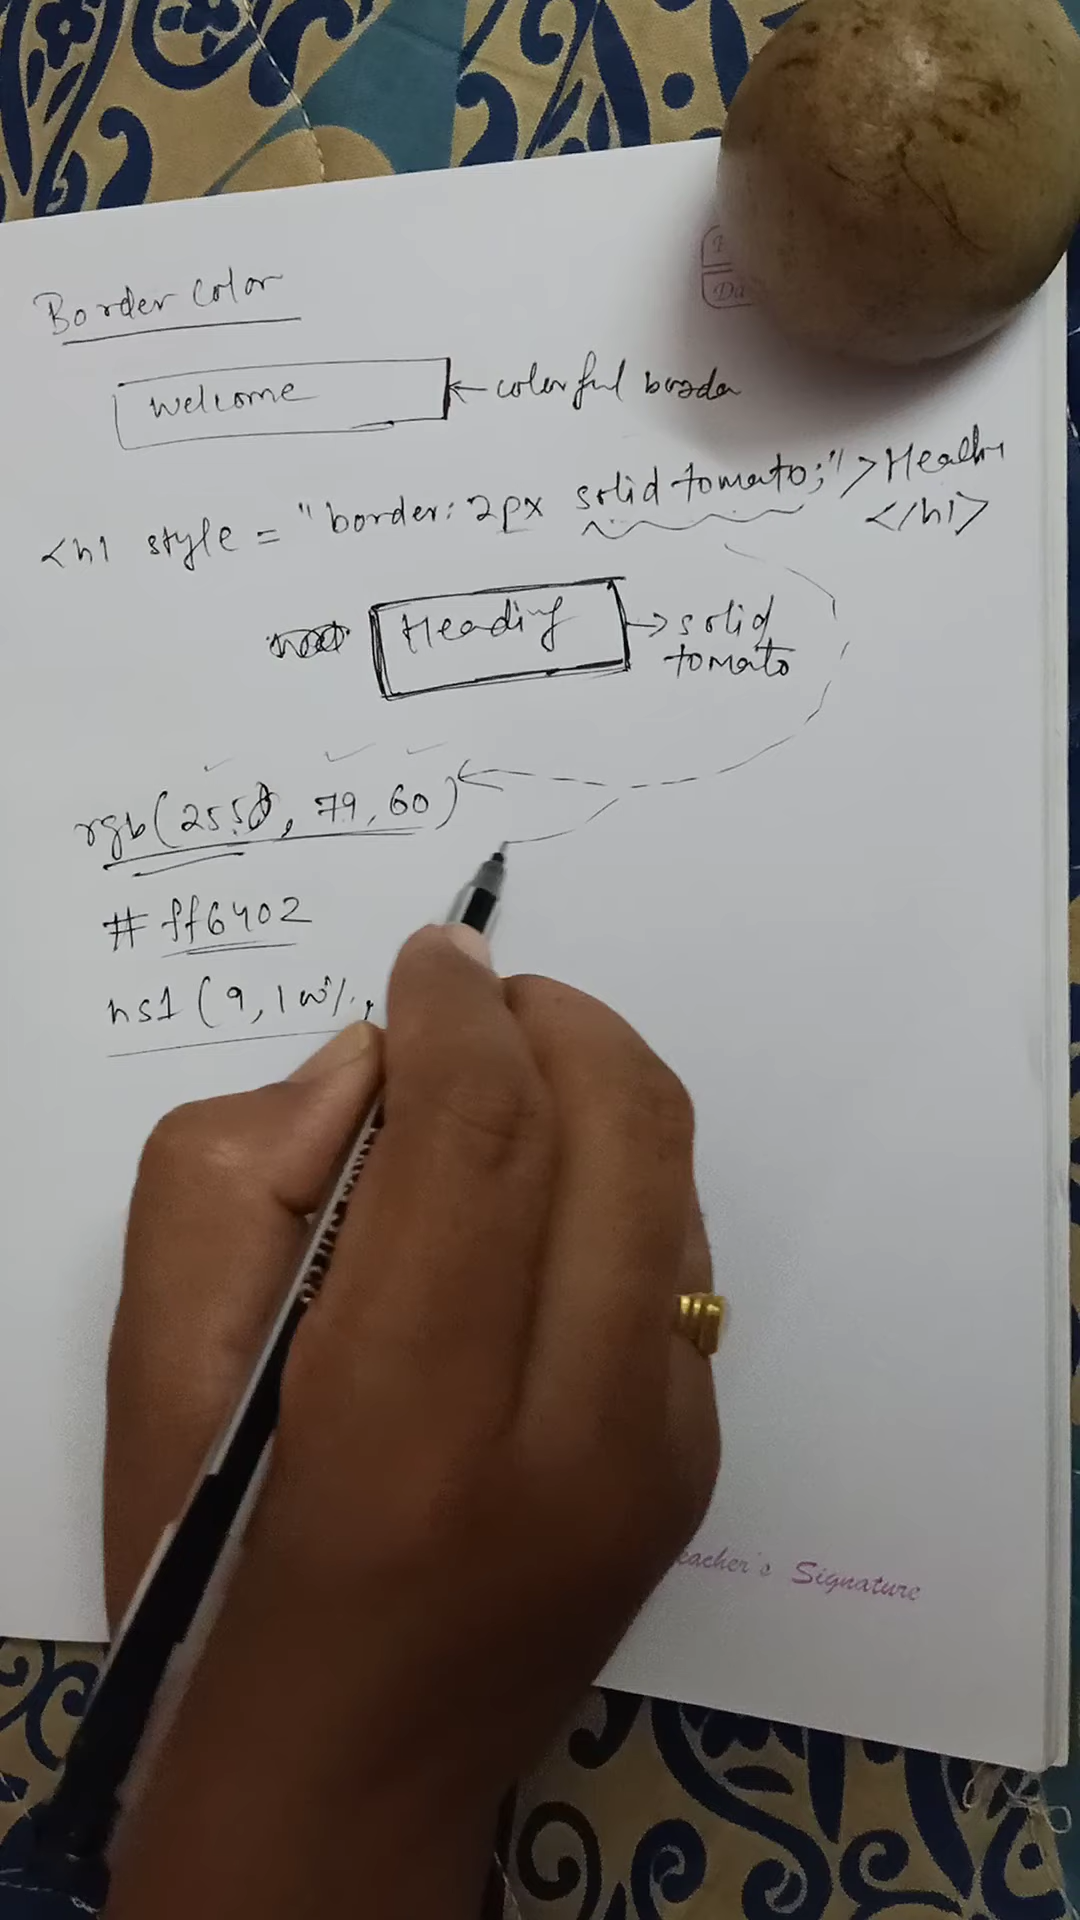 Border Color
Welcome
colorful border
<h1 style = "border: 2px solid tomato;">
</h1>
Heading
solid
tomato
rgb(255, 79, 60)
#ff6402
hsl(9,100%,
Teacher's Signature